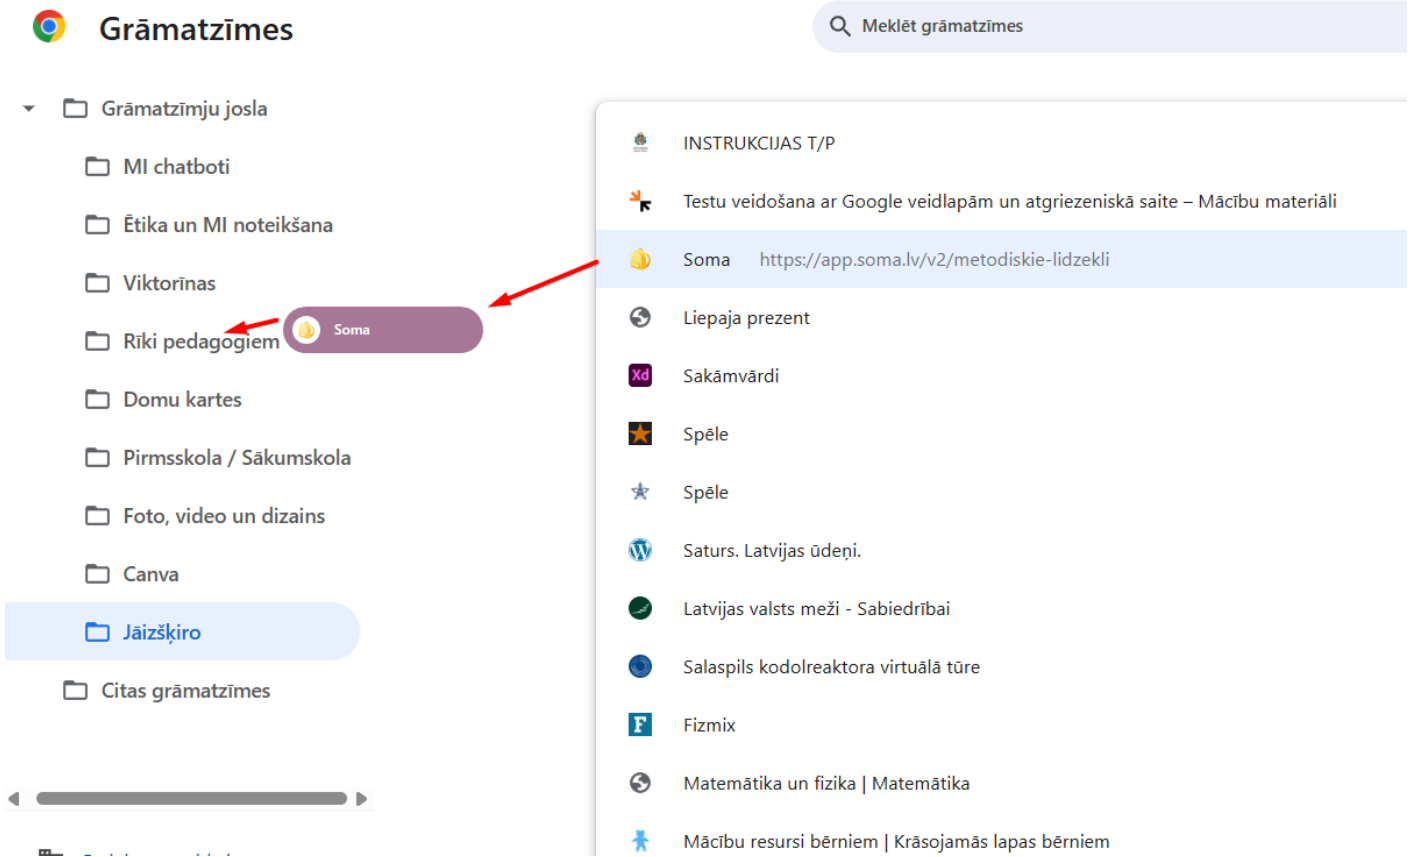 Grāmatzīmes
Meklēt grāmatzīmes
Grāmatzīmju josla
MI chatboti
Ētika un MI noteikšana
Viktorīnas
Rīki pedagogiem
Domu kartes
Pirmsskola / Sākumskola
Foto, video un dizains
Canva
Jāizšķiro
Citas grāmatzīmes
Soma
INSTRUKCIJAS T/P
Testu veidošana ar Google veidlapām un atgriezeniskā saite – Mācību materiāli
Soma https://app.soma.lv/v2/metodiskie-lidzekli
Liepaja prezent
Xd
Sakāmvārdi
Spēle
Spēle
Saturs. Latvijas ūdeņi.
Latvijas valsts meži - Sabiedrībai
Salaspils kodolreaktora virtuālā tūre
F
Fizmix
Matemātika un fizika | Matemātika
Mācību resursi bērniem | Krāsojamās lapas bērniem